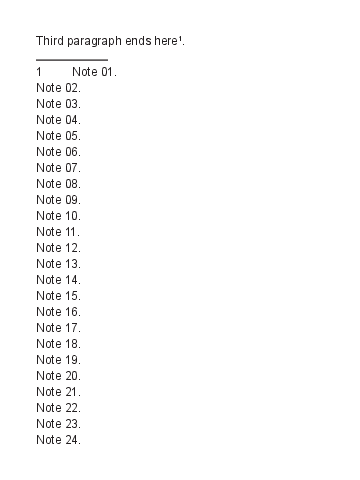 Third paragraph ends here¹.
1 Note 01.
Note 02.
Note 03.
Note 04.
Note 05.
Note 06.
Note 07.
Note 08.
Note 09.
Note 10.
Note 11.
Note 12.
Note 13.
Note 14.
Note 15.
Note 16.
Note 17.
Note 18.
Note 19.
Note 20.
Note 21.
Note 22.
Note 23.
Note 24.